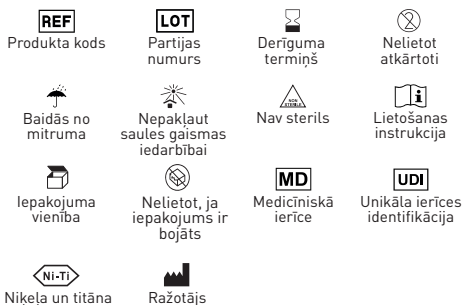 REF LOT
Produkta kods Partijas numurs Derīguma termiņš Nelietot atkārtoti
NON STERILE
Baidās no mitruma Nepakļaut saules gaismas iedarbībai Nav sterils Lietošanas instrukcija
MD UDI
Iepakojuma vienība Nelietot, ja iepakojums ir bojāts Medicīniskā ierīce Unikāla ierīces identifikācija
Ni-Ti
Niķeļa un titāna Ražotājs